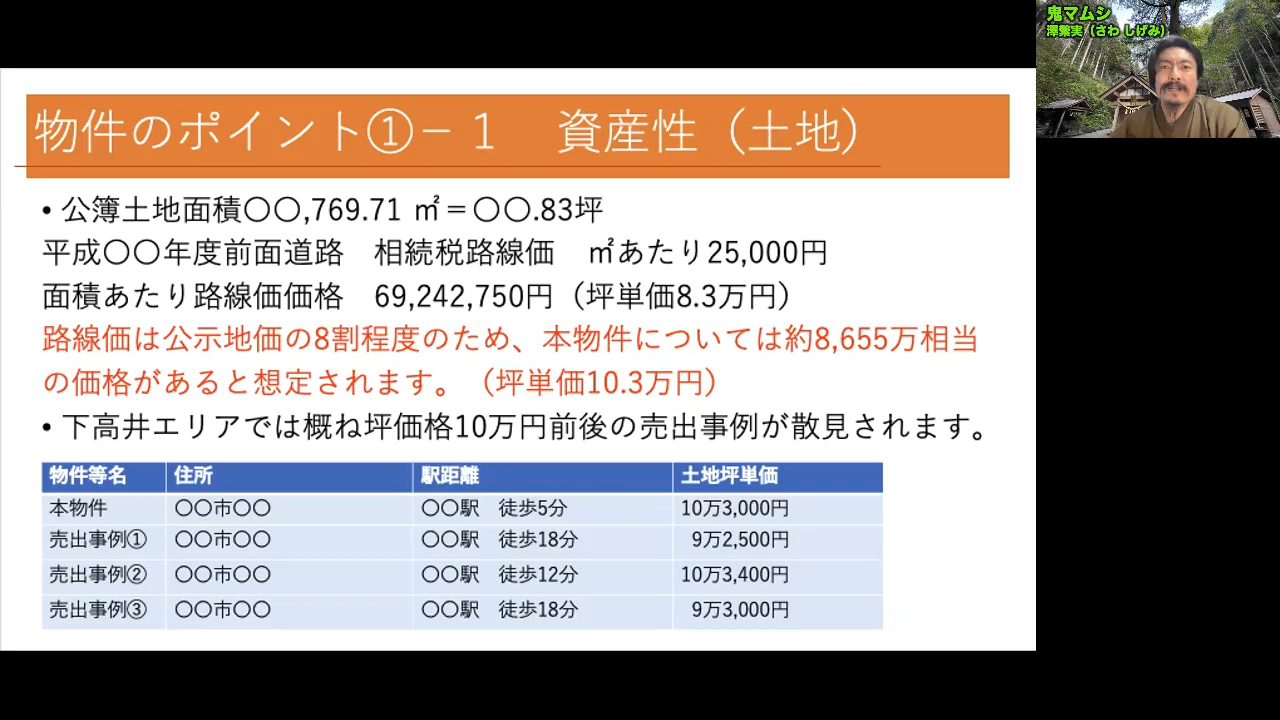 鬼マムシ
澤繁実（さわ しげみ）
物件のポイント①－１　資産性（土地）
• 公簿土地面積〇〇,769.71 ㎡＝〇〇.83坪
平成〇〇年度前面道路　相続税路線価　㎡あたり25,000円
面積あたり路線価価格　69,242,750円（坪単価8.3万円）
路線価は公示地価の8割程度のため、本物件については約8,655万相当
の価格があると想定されます。（坪単価10.3万円）
• 下高井エリアでは概ね坪価格10万円前後の売出事例が散見されます。
物件等名　住所　駅距離　土地坪単価
本物件　〇〇市〇〇　〇〇駅　徒歩5分　10万3,000円
売出事例①　〇〇市〇〇　〇〇駅　徒歩18分　9万2,500円
売出事例②　〇〇市〇〇　〇〇駅　徒歩12分　10万3,400円
売出事例③　〇〇市〇〇　〇〇駅　徒歩18分　9万3,000円